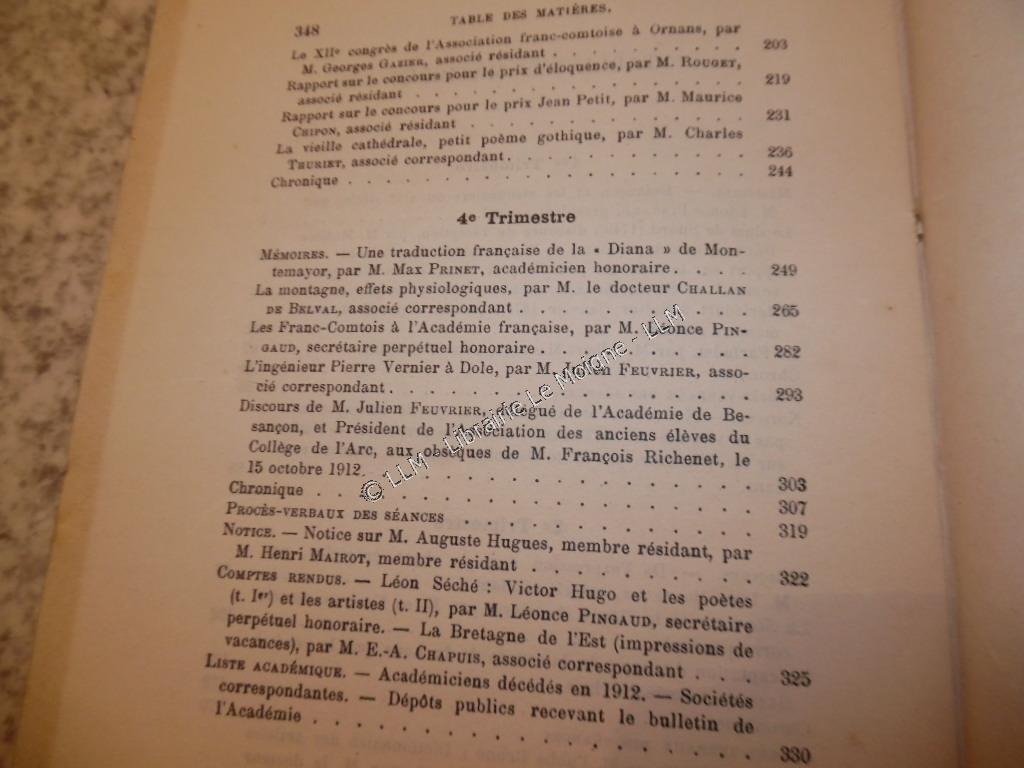 348
TABLE DES MATIÈRES.
Le XIIe congrès de l'Association franc-comtoise à Ornans, par
M. Georges GAZIER, associé résidant . . . . . . . . . 203
Rapport sur le concours pour le prix d'éloquence, par M. ROUGET,
associé résidant . . . . . . . . . . . . . . . 219
Rapport sur le concours pour le prix Jean Petit, par M. Maurice
CHIPON, associé résidant . . . . . . . . . . . . 231
La vieille cathédrale, petit poème gothique, par M. Charles
THURIET, associé correspondant . . . . . . . . . . . 236
Chronique . . . . . . . . . . . . . . . . . 244
4e Trimestre
MÉMOIRES. — Une traduction française de la « Diana » de Mon-
temayor, par M. Max PRINET, académicien honoraire. . . . 249
La montagne, effets physiologiques, par M. le docteur CHALLAN
DE BELVAL, associé correspondant . . . . . . . . . . 265
Les Franc-Comtois à l'Académie française, par M. Léonce PIN-
GAUD, secrétaire perpétuel honoraire . . . . . . . . . 282
L'ingénieur Pierre Vernier à Dole, par M. Julien FEUVRIER, asso-
cié correspondant . . . . . . . . . . . . . . . 293
Discours de M. Julien FEUVRIER, délégué de l'Académie de Be-
sançon, et Président de l'Association des anciens élèves du
Collège de l'Arc, aux obsèques de M. François Richenet, le
15 octobre 1912. . . . . . . . . . . . . . . . 303
Chronique . . . . . . . . . . . . . . . . . 307
PROCÈS-VERBAUX DES SÉANCES . . . . . . . . . . . 319
NOTICE. — Notice sur M. Auguste Hugues, membre résidant, par
M. Henri MAIROT, membre résidant . . . . . . . . . 322
COMPTES RENDUS. — Léon Séché : Victor Hugo et les poètes
(t. Ier) et les artistes (t. II), par M. Léonce PINGAUD, secrétaire
perpétuel honoraire. — La Bretagne de l'Est (impressions de
vacances), par M. E.-A. CHAPUIS, associé correspondant . . . 325
LISTE ACADÉMIQUE. — Académiciens décédés en 1912. — Sociétés
correspondantes. — Dépôts publics recevant le bulletin de
l'Académie . . . . . . . . . . . . . . . . . 330
© LLM - Librairie Le Moigne - LLM